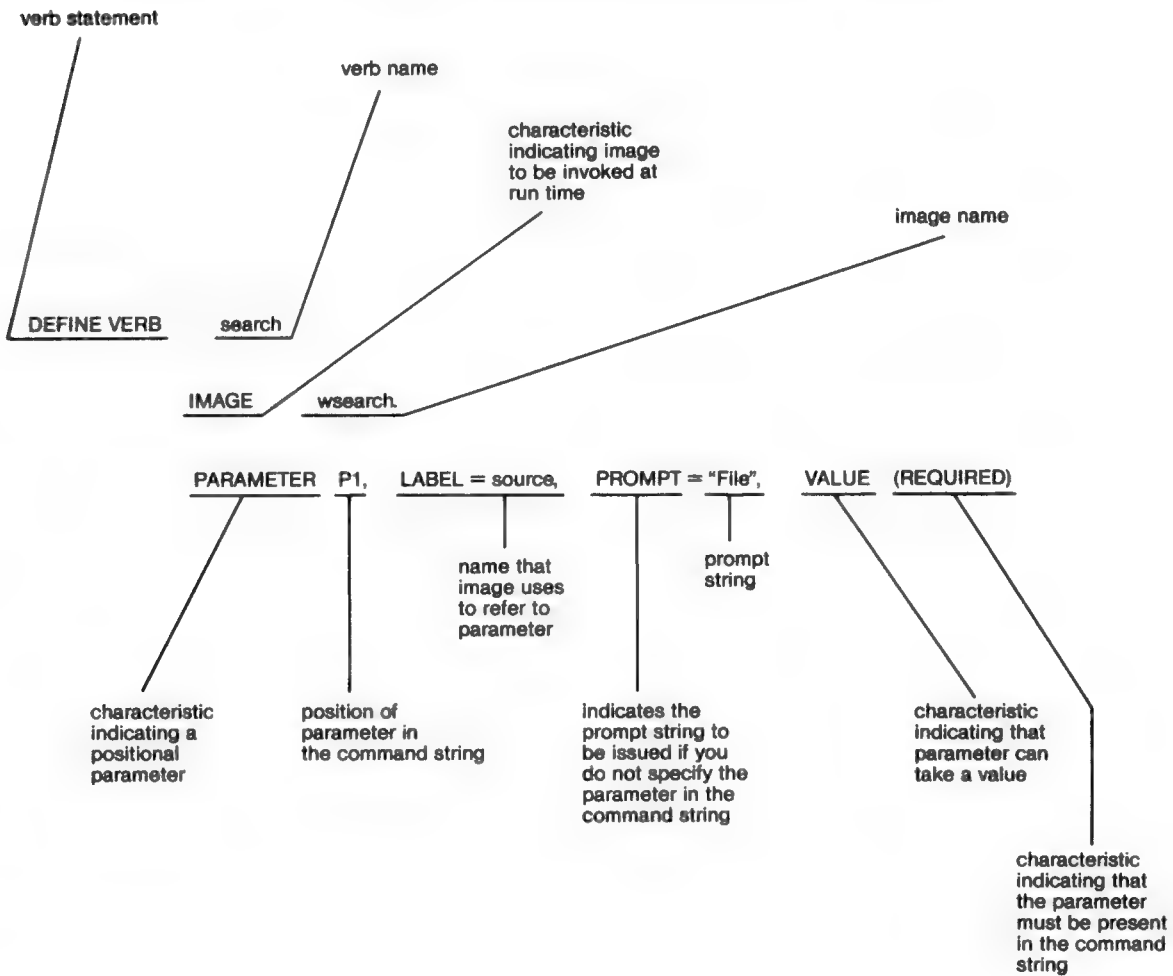 verb statement
verb name
characteristic
indicating image
to be invoked at
run time
image name
DEFINE VERB search
IMAGE wsearch.
PARAMETER P1, LABEL = source, PROMPT = "File", VALUE (REQUIRED)
name that
image uses
to refer to
parameter
prompt
string
characteristic
indicating a
positional
parameter
position of
parameter in
the command string
indicates the
prompt string to
be issued if you
do not specify the
parameter in the
command string
characteristic
indicating that
parameter can
take a value
characteristic
indicating that
the parameter
must be present
in the command
string